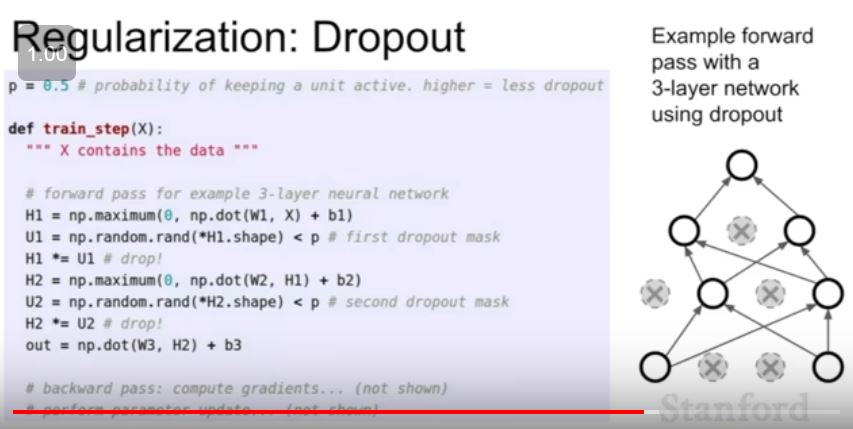 Regularization: Dropout
1.00
p = 0.5 # probability of keeping a unit active. higher = less dropout
def train_step(X):
""" X contains the data """
# forward pass for example 3-layer neural network
H1 = np.maximum(0, np.dot(W1, X) + b1)
U1 = np.random.rand(*H1.shape) < p # first dropout mask
H1 *= U1 # drop!
H2 = np.maximum(0, np.dot(W2, H1) + b2)
U2 = np.random.rand(*H2.shape) < p # second dropout mask
H2 *= U2 # drop!
out = np.dot(W3, H2) + b3
# backward pass: compute gradients... (not shown)
# perform parameter update... (not shown)
Example forward
pass with a
3-layer network
using dropout
Stanford